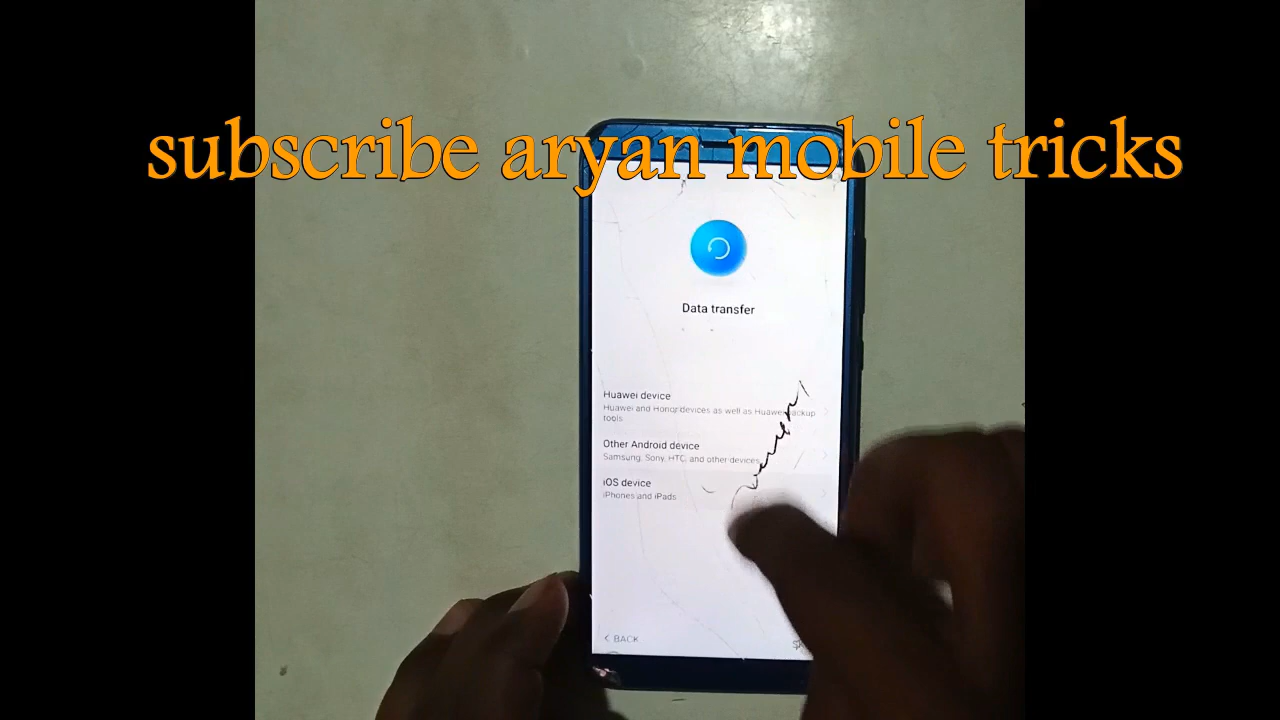 subscribe aryan mobile tricks
Data transfer
Huawei device
Huawei and Honor devices as well as Huawei backup
tools
Other Android device
Samsung, Sony, HTC, and other devices
iOS device
iPhones and iPads
BACK